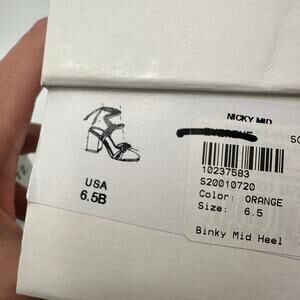 NICKY MID
USA
6.5B
10237583
S20010720
Color: ORANGE
Size: 6.5
Binky Mid Heel